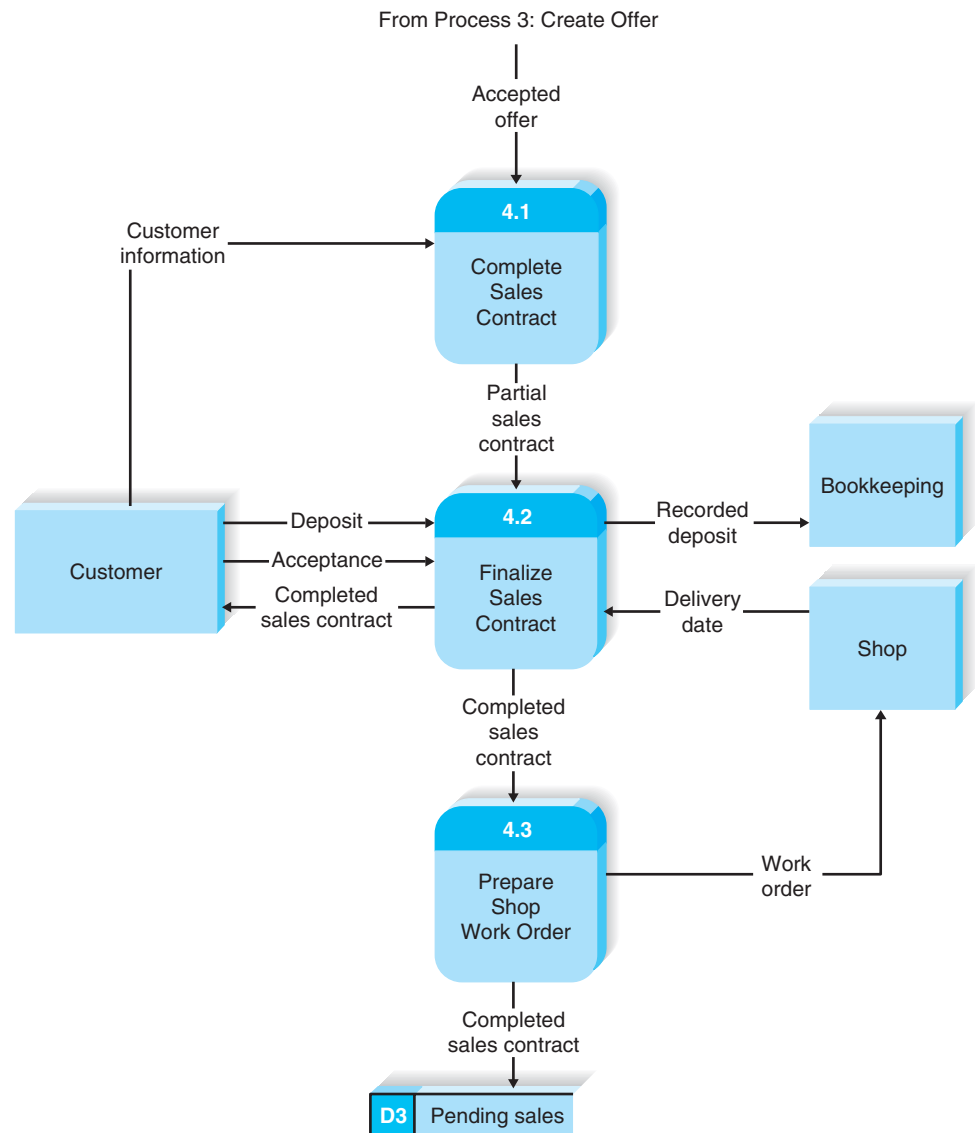 From Process 3: Create Offer
Accepted
offer
4.1
Complete
Sales
Contract
Customer
information
Partial
sales
contract
Bookkeeping
Customer
Deposit
Acceptance
Completed
sales contract
4.2
Finalize
Sales
Contract
Recorded
deposit
Delivery
date
Shop
Completed
sales
contract
4.3
Prepare
Shop
Work Order
Work
order
Completed
sales contract
D3 Pending sales